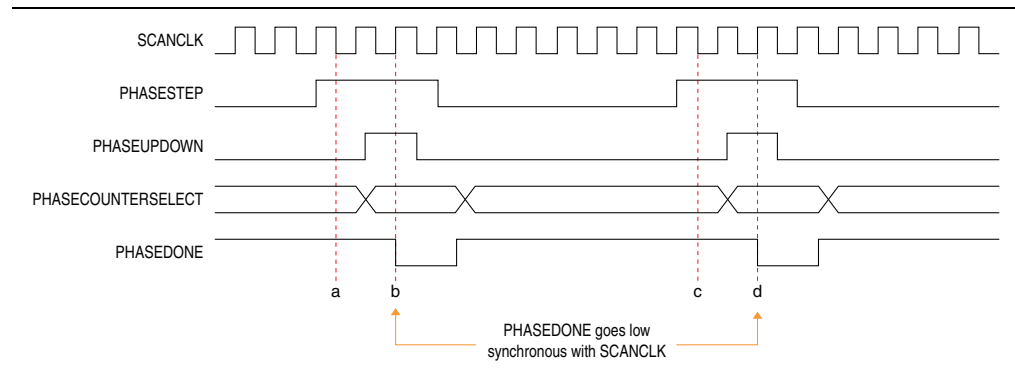 SCANCLK
PHASESTEP
PHASEUPDOWN
PHASECOUNTERSELECT
PHASEDONE
a b c d
PHASEDONE goes low
synchronous with SCANCLK